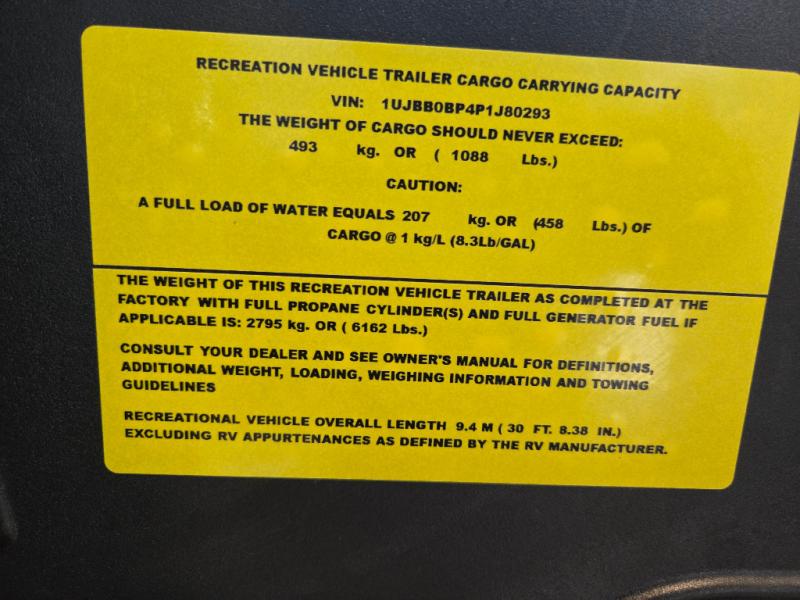 RECREATION VEHICLE TRAILER CARGO CARRYING CAPACITY
VIN: 1UJBB0BP4P1J80293
THE WEIGHT OF CARGO SHOULD NEVER EXCEED:
493 kg. OR ( 1088 Lbs.)
CAUTION:
A FULL LOAD OF WATER EQUALS 207 kg. OR (458 Lbs.) OF
CARGO @ 1 kg/L (8.3Lb/GAL)
THE WEIGHT OF THIS RECREATION VEHICLE TRAILER AS COMPLETED AT THE
FACTORY WITH FULL PROPANE CYLINDER(S) AND FULL GENERATOR FUEL IF
APPLICABLE IS: 2795 kg. OR ( 6162 Lbs.)
CONSULT YOUR DEALER AND SEE OWNER'S MANUAL FOR DEFINITIONS,
ADDITIONAL WEIGHT, LOADING, WEIGHING INFORMATION AND TOWING
GUIDELINES
RECREATIONAL VEHICLE OVERALL LENGTH 9.4 M ( 30 FT. 8.38 IN.)
EXCLUDING RV APPURTENANCES AS DEFINED BY THE RV MANUFACTURER.